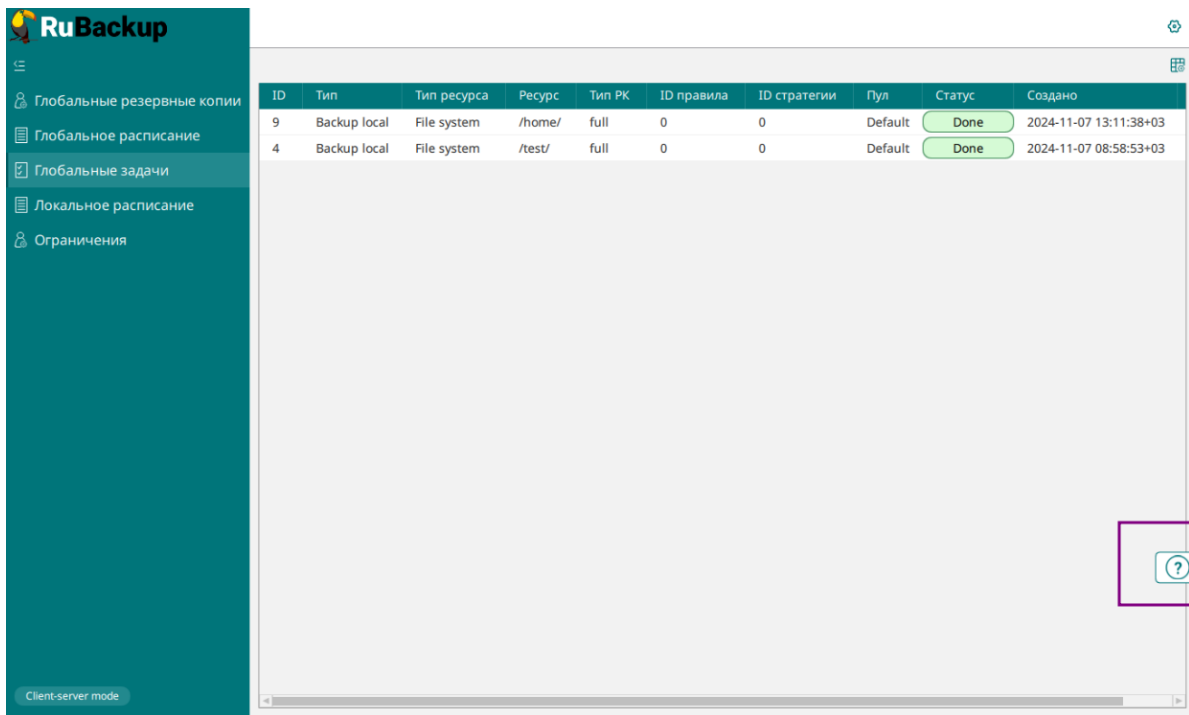 RuBackup
Глобальные резервные копии
Глобальное расписание
Глобальные задачи
Локальное расписание
Ограничения
Client-server mode
ID Тип Тип ресурса Ресурс Тип РК ID правила ID стратегии Пул Статус Создано
9 Backup local File system /home/ full 0 0 Default Done 2024-11-07 13:11:38+03
4 Backup local File system /test/ full 0 0 Default Done 2024-11-07 08:58:53+03
?